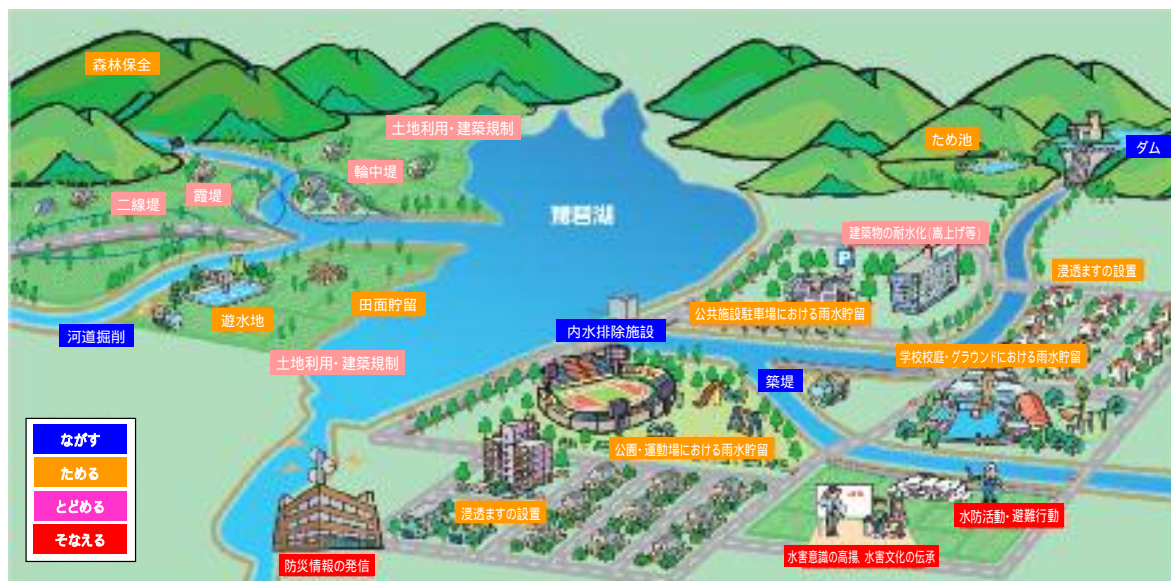 森林保全
土地利用・建築規制
ため池
ダム
輪中堤
霞堤
二線堤
琵琶湖
建築物の耐水化(嵩上げ等)
P
浸透ますの設置
田面貯留
遊水地
公共施設駐車場における雨水貯留
河道掘削
内水排除施設
土地利用・建築規制
学校校庭・グラウンドにおける雨水貯留
築堤
ながす
ためる
とどめる
そなえる
公園・運動場における雨水貯留
浸透ますの設置
水防活動・避難行動
防災情報の発信
水害意識の高揚、水害文化の伝承